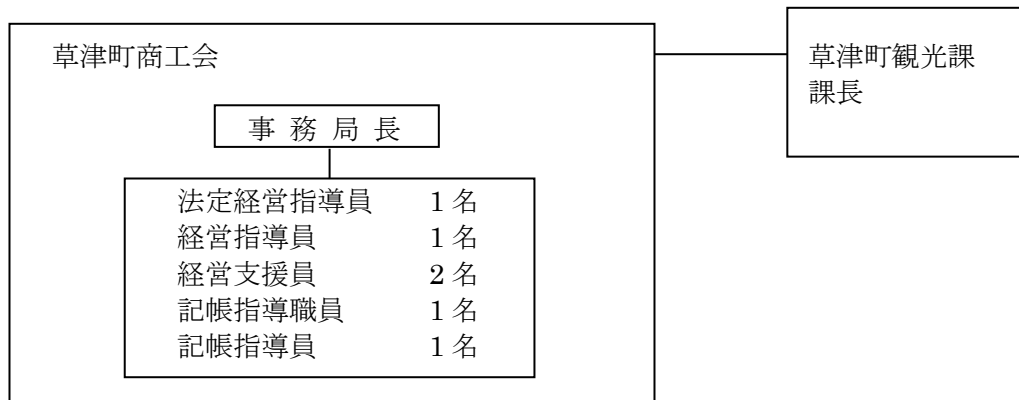 草津町商工会
草津町観光課
課長
事 務 局 長
法定経営指導員 1名
経営指導員 1名
経営支援員 2名
記帳指導職員 1名
記帳指導員 1名